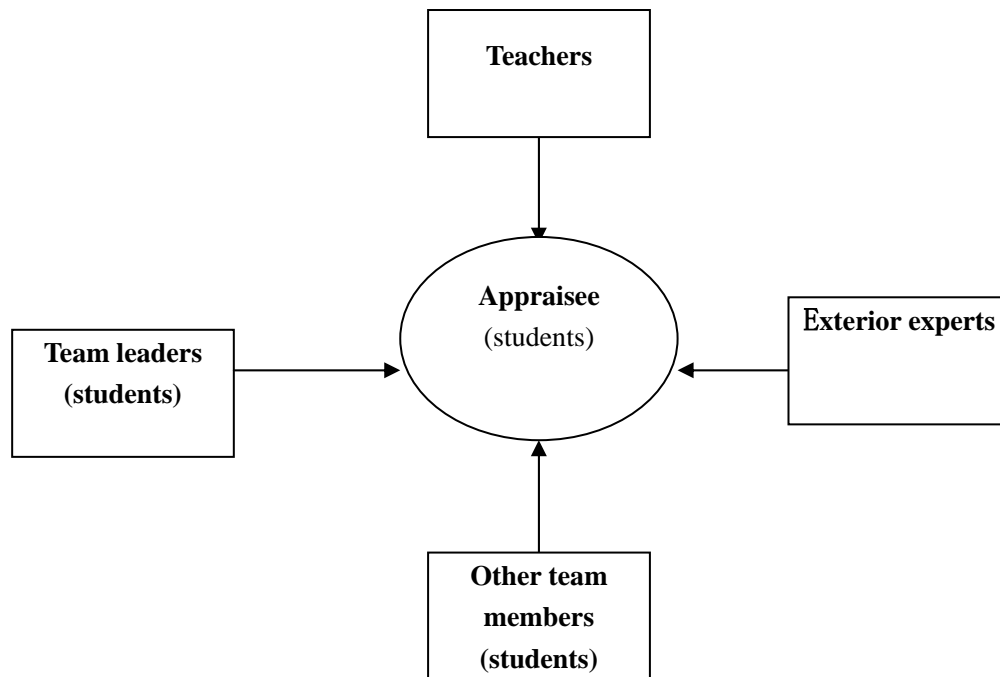 Teachers
Appraisee
(students)
Exterior experts
Team leaders
(students)
Other team
members
(students)